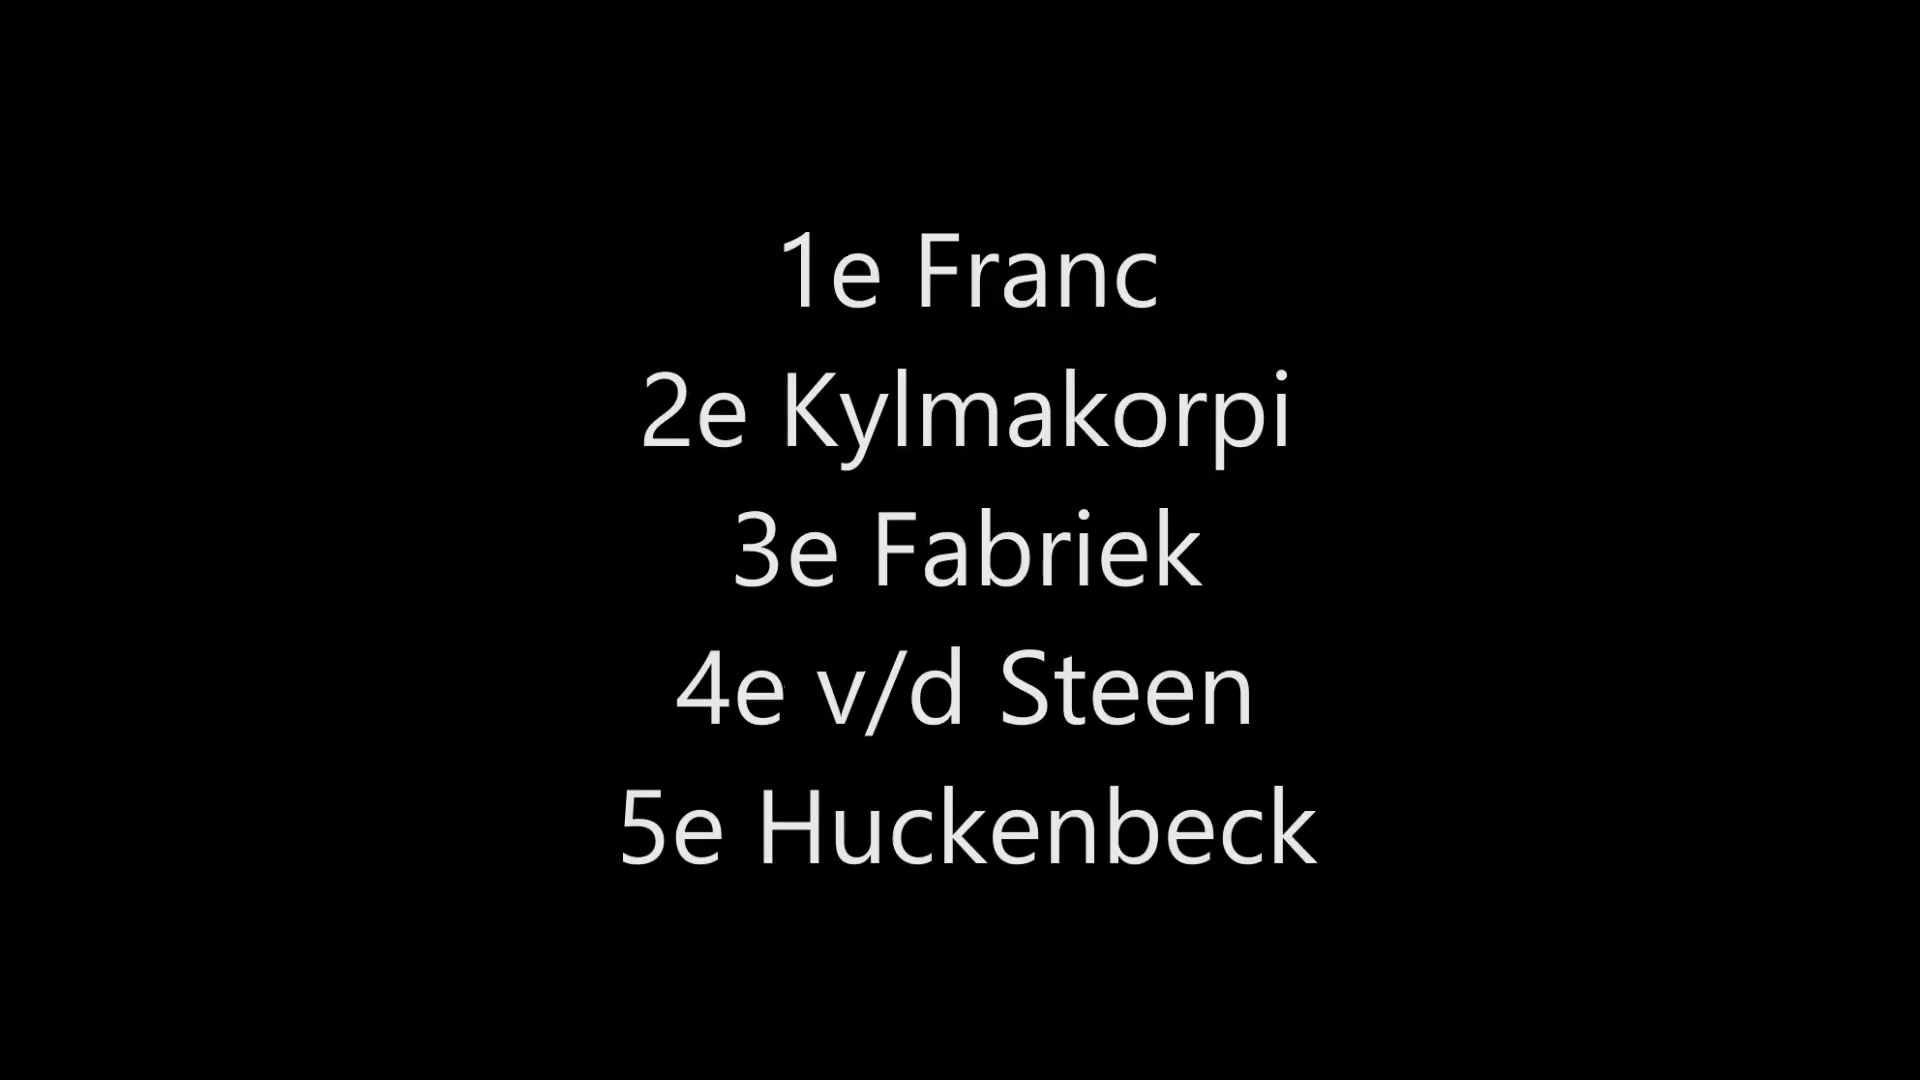 1e Franc
2e Kylmakorpi
3e Fabriek
4e v/d Steen
5e Huckenbeck